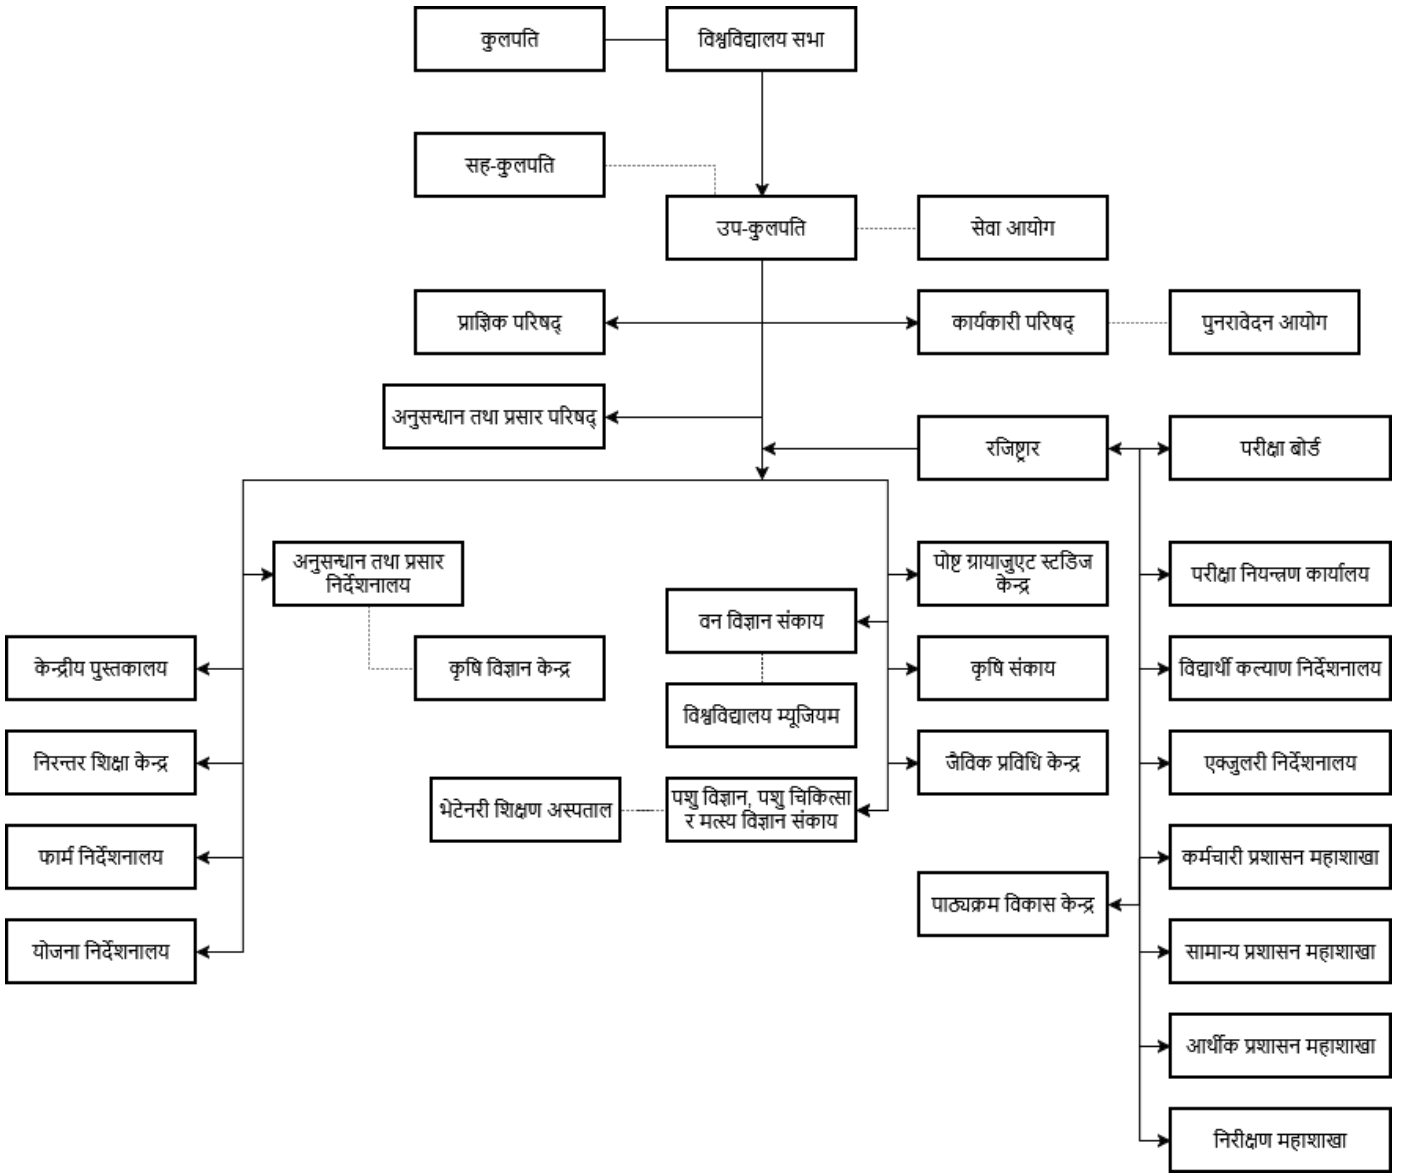 कुलपति
विश्वविद्यालय सभा
सह-कुलपति
उप-कुलपति
सेवा आयोग
प्राज्ञिक परिषद्
कार्यकारी परिषद्
पुनरावेदन आयोग
अनुसन्धान तथा प्रसार परिषद्
रजिष्ट्रार
परीक्षा बोर्ड
अनुसन्धान तथा प्रसार
निर्देशनालय
पोष्ट ग्रायाजुएट स्टडिज
केन्द्र
परीक्षा नियन्त्रण कार्यालय
वन विज्ञान संकाय
केन्द्रीय पुस्तकालय
कृषि विज्ञान केन्द्र
कृषि संकाय
विद्यार्थी कल्याण निर्देशनालय
विश्वविद्यालय म्यूजियम
निरन्तर शिक्षा केन्द्र
जैविक प्रविधि केन्द्र
एक्जुलरी निर्देशनालय
भेटेनरी शिक्षण अस्पताल
पशु विज्ञान, पशु चिकित्सा
र मत्स्य विज्ञान संकाय
फार्म निर्देशनालय
कर्मचारी प्रशासन महाशाखा
पाठ्यक्रम विकास केन्द्र
योजना निर्देशनालय
सामान्य प्रशासन महाशाखा
आर्थीक प्रशासन महाशाखा
निरीक्षण महाशाखा